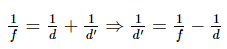 1/f = 1/d + 1/d′ ⇒ 1/d′ = 1/f − 1/d